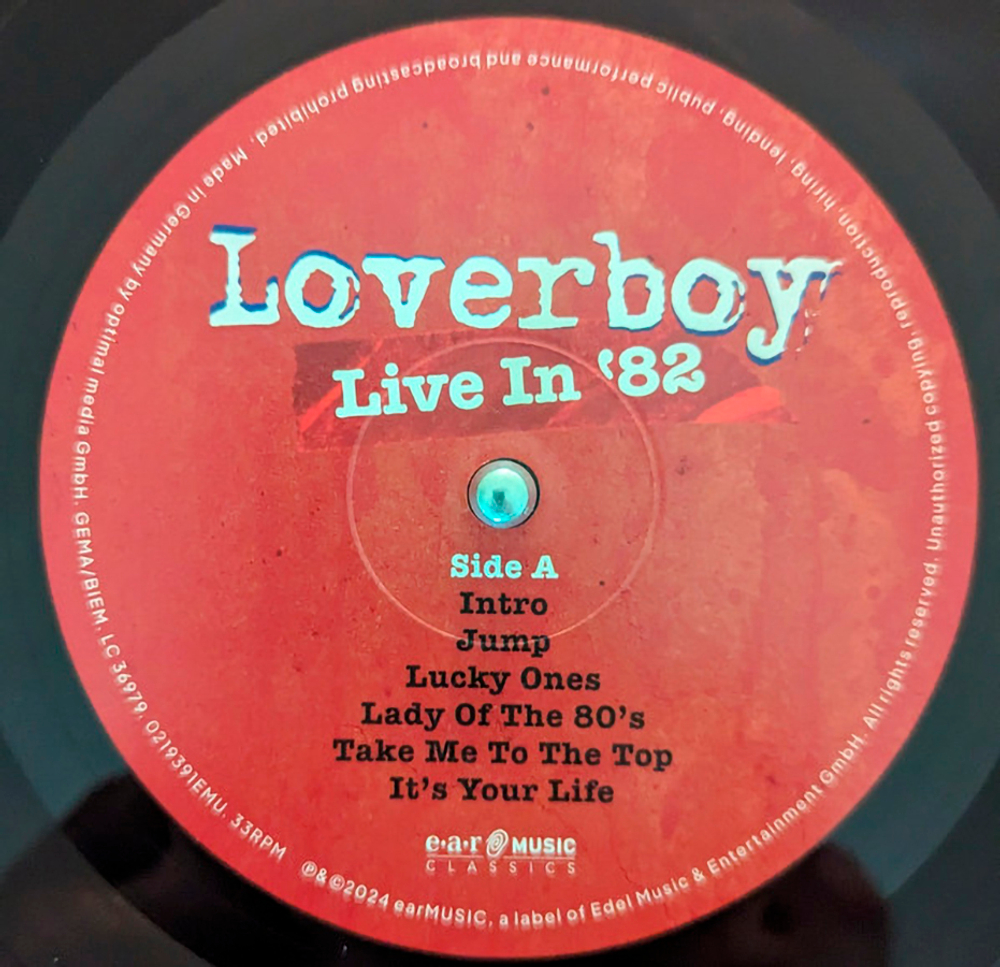 Loverboy
Live In ‘82
Side A
Intro
Jump
Lucky Ones
Lady Of The 80’s
Take Me To The Top
It’s Your Life
e•a•r MUSIC
CLASSICS
℗&©2024 earMUSIC, a label of Edel Music & Entertainment GmbH. All rights reserved. Unauthorized copying, reproduction, hiring, lending, public performance and broadcasting prohibited. Made in Germany by optimal media GmbH. GEMA/BIEM, LC 36979, 0219391EMU, 33RPM